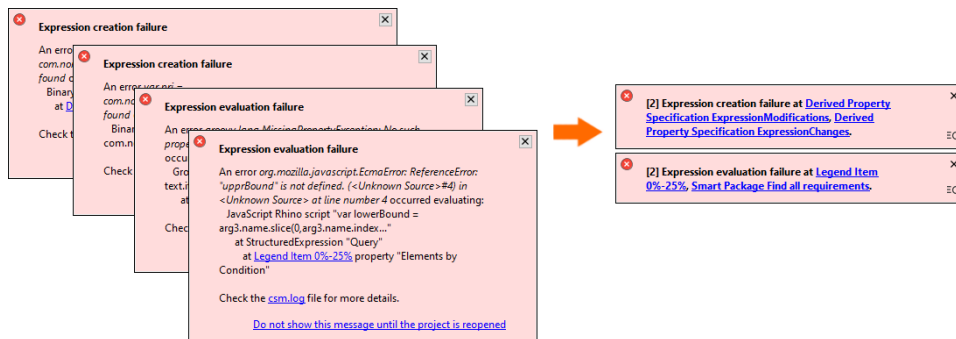 Expression creation failure
An erro
com.noi
found o
Binary
at D
Check t
Expression creation failure
An error var pri =
com.no
found
Binar
com.n
Check
Expression evaluation failure
An error groovy.lang.MissingPropertyException: No such
prope
occu
Gro
text.i
at
Chec
Expression evaluation failure
An error org.mozilla.javascript.EcmaError: ReferenceError:
"upprBound" is not defined. (<Unknown Source>#4) in
<Unknown Source> at line number 4 occurred evaluating:
JavaScript Rhino script "var lowerBound =
arg3.name.slice(0,arg3.name.index..."
at StructuredExpression "Query"
at Legend Item 0%-25% property "Elements by
Condition"
Check the csm.log file for more details.
Do not show this message until the project is reopened
[2] Expression creation failure at Derived Property
Specification ExpressionModifications, Derived
Property Specification ExpressionChanges.
[2] Expression evaluation failure at Legend Item
0%-25%, Smart Package Find all requirements.